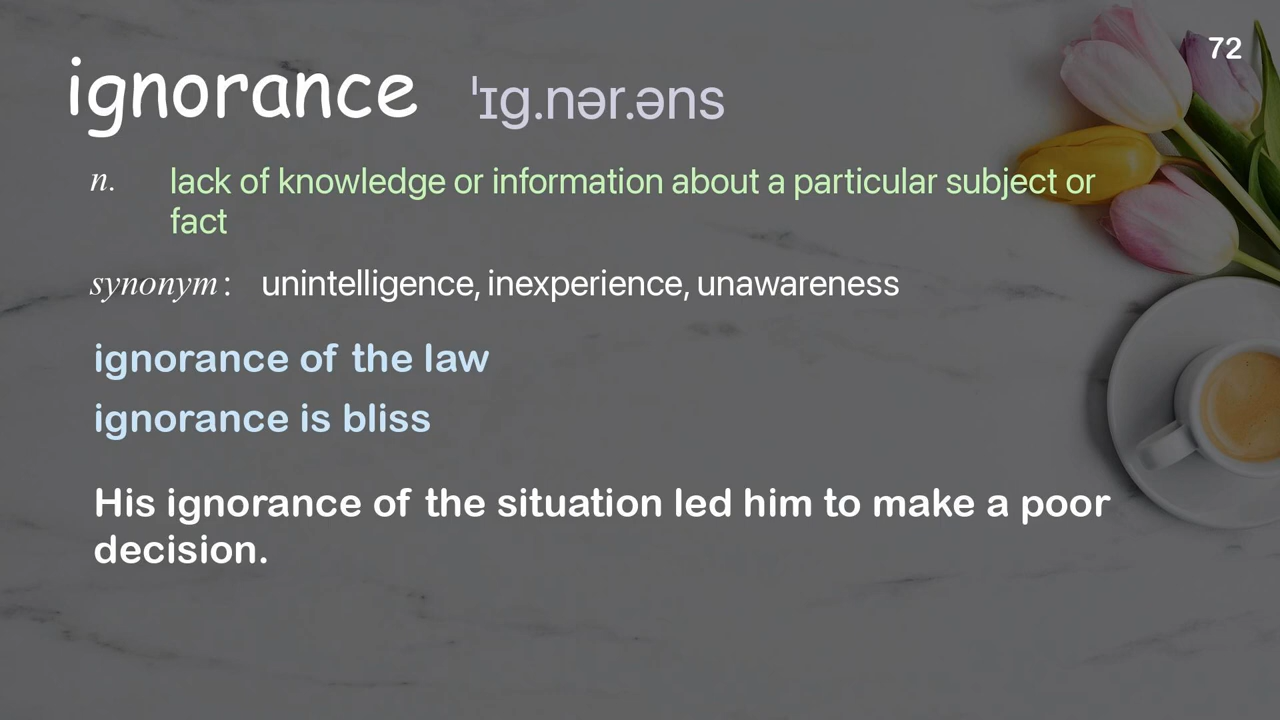 72
ignorance ˈɪg.nər.əns
n. lack of knowledge or information about a particular subject or
fact
synonym: unintelligence, inexperience, unawareness
ignorance of the law
ignorance is bliss
His ignorance of the situation led him to make a poor
decision.